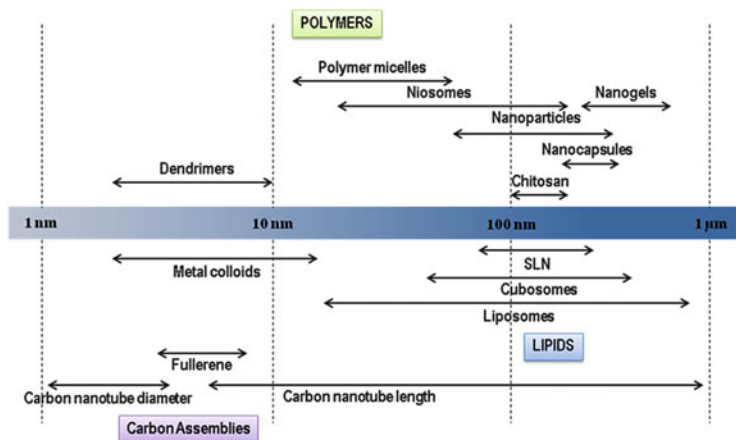 POLYMERS
Polymer micelles
Niosomes
Nanogels
Nanoparticles
Nanocapsules
Dendrimers
Chitosan
1 nm
10 nm
100 nm
1 µm
Metal colloids
SLN
Cubosomes
Liposomes
LIPIDS
Fullerene
Carbon nanotube diameter
Carbon nanotube length
Carbon Assemblies